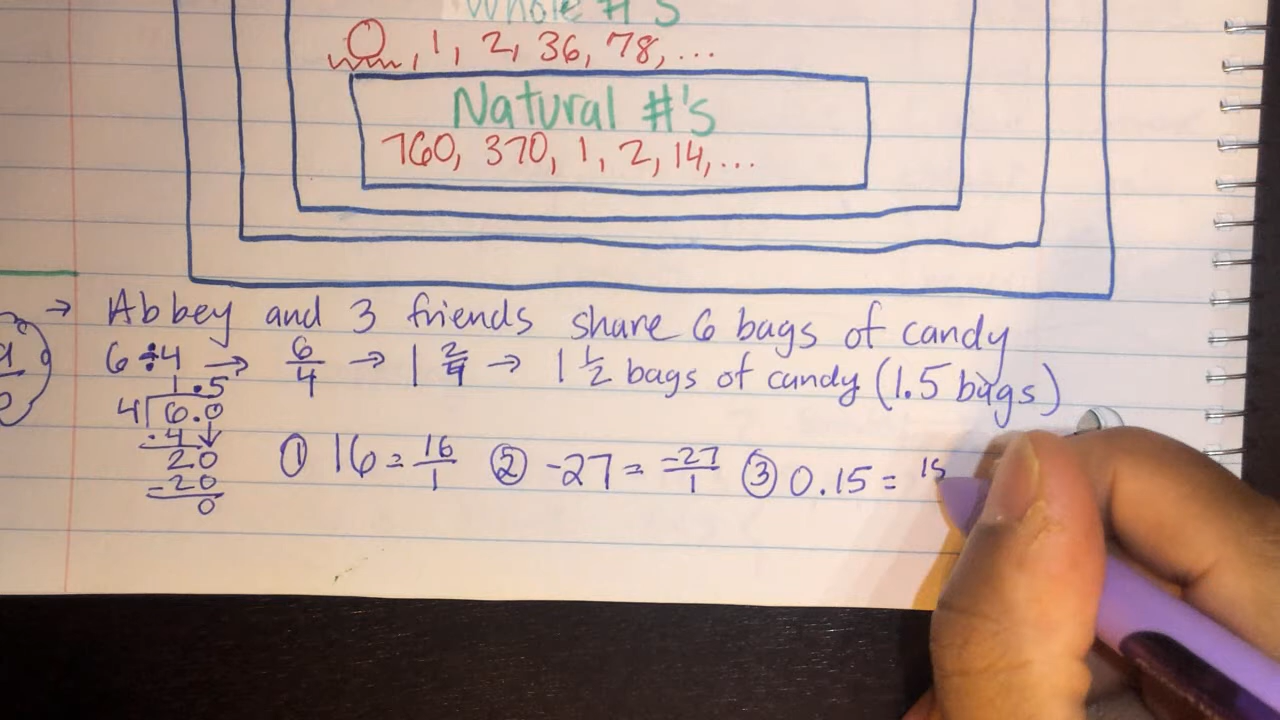 Whole #'s
0, 1, 2, 36, 78, ...
Natural #'s
760, 370, 1, 2, 14, ...
→ Abbey and 3 friends share 6 bags of candy
6 ÷ 4 → 6/4 → 1 2/4 → 1 1/2 bags of candy (1.5 bags)
1.5
4 6.0
-4
20
-20
0
① 16 = 16/1 ② -27 = -27/1 ③ 0.15 = 15